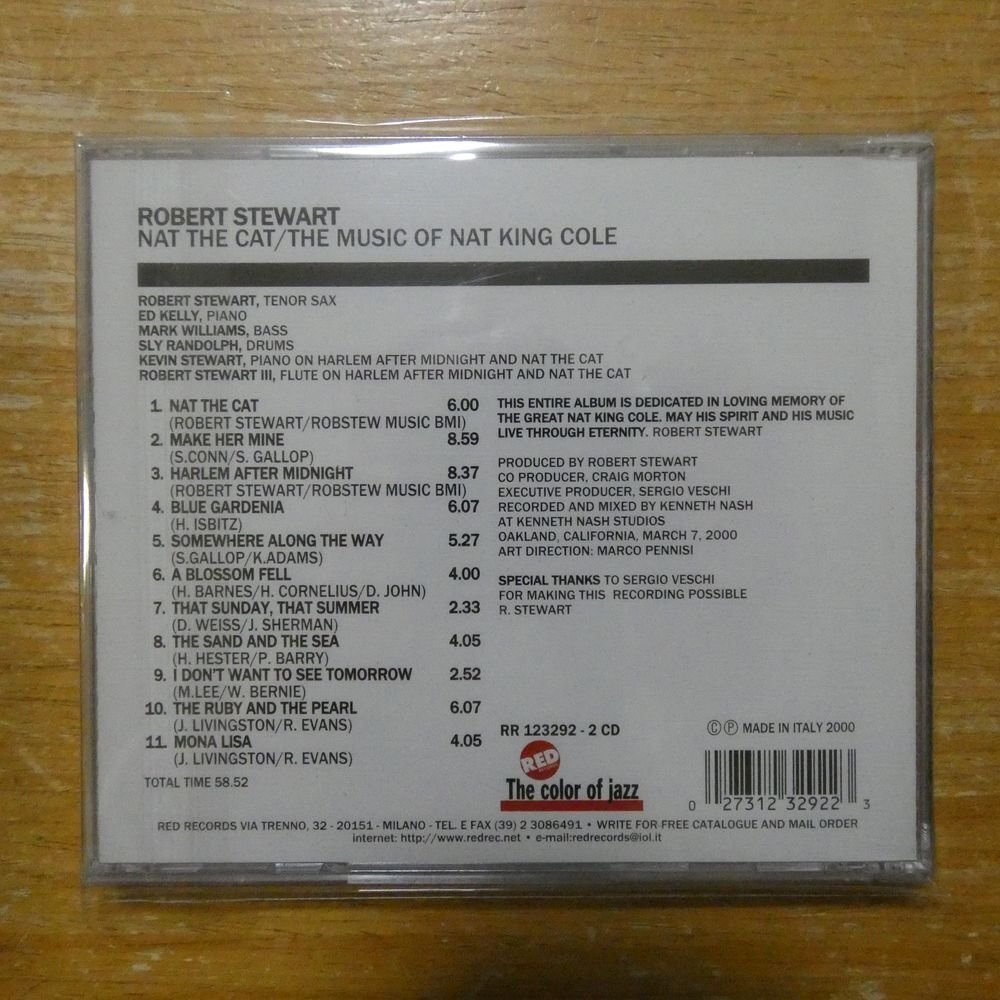 ROBERT STEWART
NAT THE CAT/THE MUSIC OF NAT KING COLE
ROBERT STEWART, TENOR SAX
ED KELLY, PIANO
MARK WILLIAMS, BASS
SLY RANDOLPH, DRUMS
KEVIN STEWART, PIANO ON HARLEM AFTER MIDNIGHT AND NAT THE CAT
ROBERT STEWART III, FLUTE ON HARLEM AFTER MIDNIGHT AND NAT THE CAT
1. NAT THE CAT 6.00
(ROBERT STEWART/ROBSTEW MUSIC BMI)
2. MAKE HER MINE 8.59
(S.CONN/S. GALLOP)
3. HARLEM AFTER MIDNIGHT 8.37
(ROBERT STEWART/ROBSTEW MUSIC BMI)
4. BLUE GARDENIA 6.07
(H. ISBITZ)
5. SOMEWHERE ALONG THE WAY 5.27
(S.GALLOP/K.ADAMS)
6. A BLOSSOM FELL 4.00
(H. BARNES/H. CORNELIUS/D. JOHN)
7. THAT SUNDAY, THAT SUMMER 2.33
(D. WEISS/J. SHERMAN)
8. THE SAND AND THE SEA 4.05
(H. HESTER/P. BARRY)
9. I DON'T WANT TO SEE TOMORROW 2.52
(M.LEE/W. BERNIE)
10. THE RUBY AND THE PEARL 6.07
(J. LIVINGSTON/R. EVANS)
11. MONA LISA 4.05
(J. LIVINGSTON/R. EVANS)
TOTAL TIME 58.52
THIS ENTIRE ALBUM IS DEDICATED IN LOVING MEMORY OF
THE GREAT NAT KING COLE. MAY HIS SPIRIT AND HIS MUSIC
LIVE THROUGH ETERNITY. ROBERT STEWART
PRODUCED BY ROBERT STEWART
CO PRODUCER, CRAIG MORTON
EXECUTIVE PRODUCER, SERGIO VESCHI
RECORDED AND MIXED BY KENNETH NASH
AT KENNETH NASH STUDIOS
OAKLAND, CALIFORNIA, MARCH 7, 2000
ART DIRECTION: MARCO PENNISI
SPECIAL THANKS TO SERGIO VESCHI
FOR MAKING THIS RECORDING POSSIBLE
R. STEWART
RR 123292 - 2 CD
© ℗ MADE IN ITALY 2000
RED
The color of jazz
0 27312 32922 3
RED RECORDS VIA TRENNO, 32 - 20151 - MILANO - TEL. E FAX (39) 2 3086491 • WRITE FOR FREE CATALOGUE AND MAIL ORDER
internet: http://www.redrec.net • e-mail:redrecords@iol.it